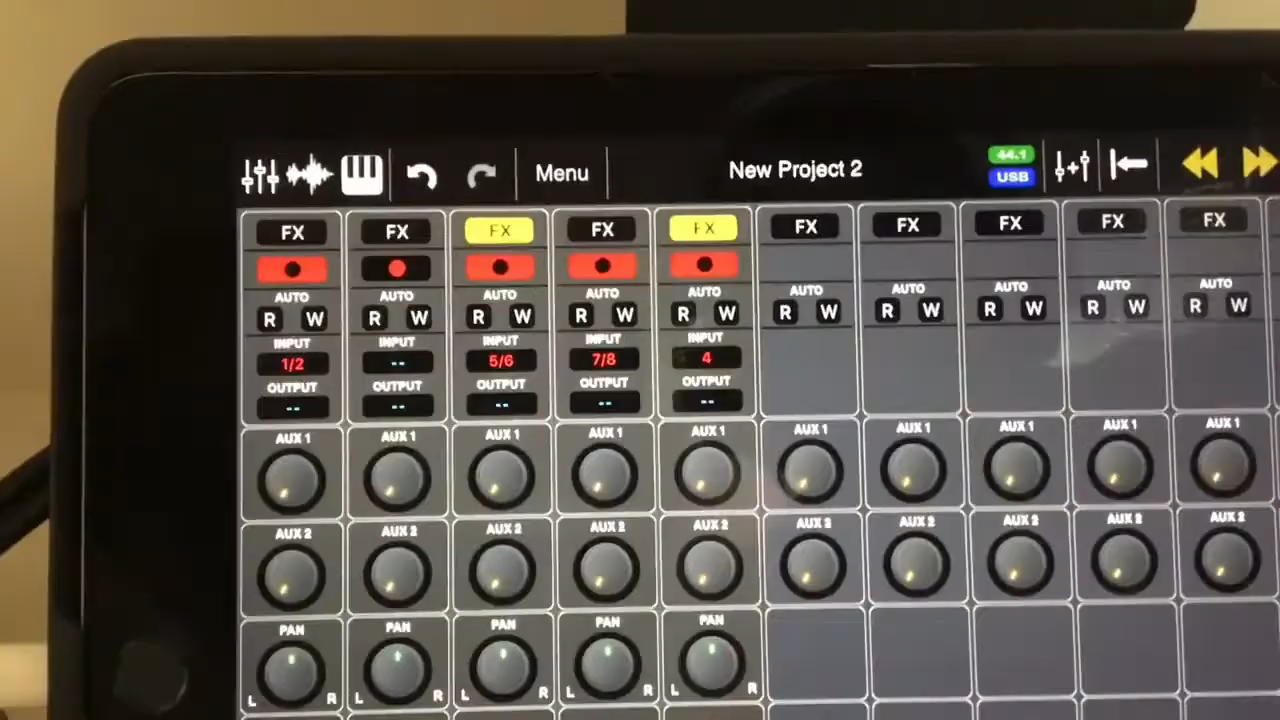 Menu New Project 2 44.1
USB
FX FX FX FX FX FX FX FX FX FX
AUTO AUTO AUTO AUTO AUTO AUTO AUTO AUTO AUTO AUTO
R W R W R W R W R W R W R W R W R W R W
INPUT INPUT INPUT INPUT INPUT
1/2 -- 5/6 7/8 4
OUTPUT OUTPUT OUTPUT OUTPUT OUTPUT
-- -- -- -- --
AUX 1 AUX 1 AUX 1 AUX 1 AUX 1 AUX 1 AUX 1 AUX 1 AUX 1 AUX 1
AUX 2 AUX 2 AUX 2 AUX 2 AUX 2 AUX 2 AUX 2 AUX 2 AUX 2 AUX 2
PAN PAN PAN PAN PAN
L R L R L R L R L R